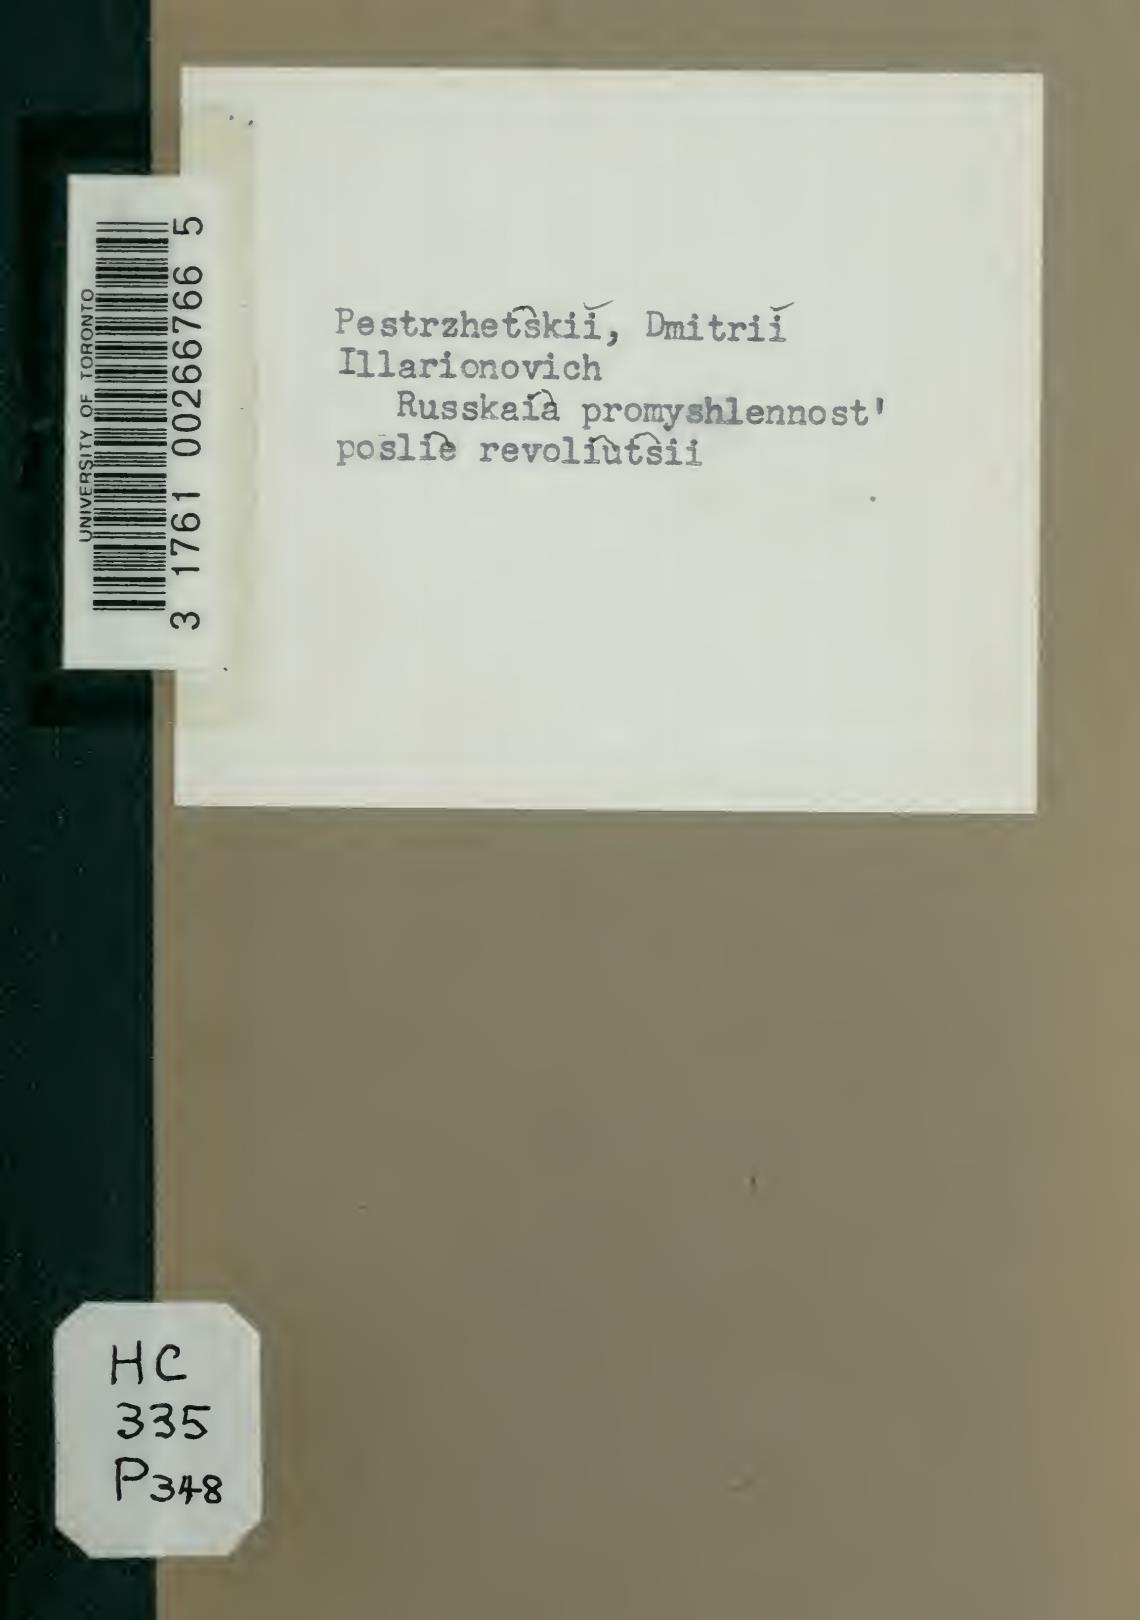 UNIVERSITY OF TORONTO
3 1761 00266766 5
Pestrzhet͡skiĭ, Dmitriĭ
Illarionovich
Russkai͡a promyshlennost'
posli͡e revoli͡ut͡sii
HC
335
P348